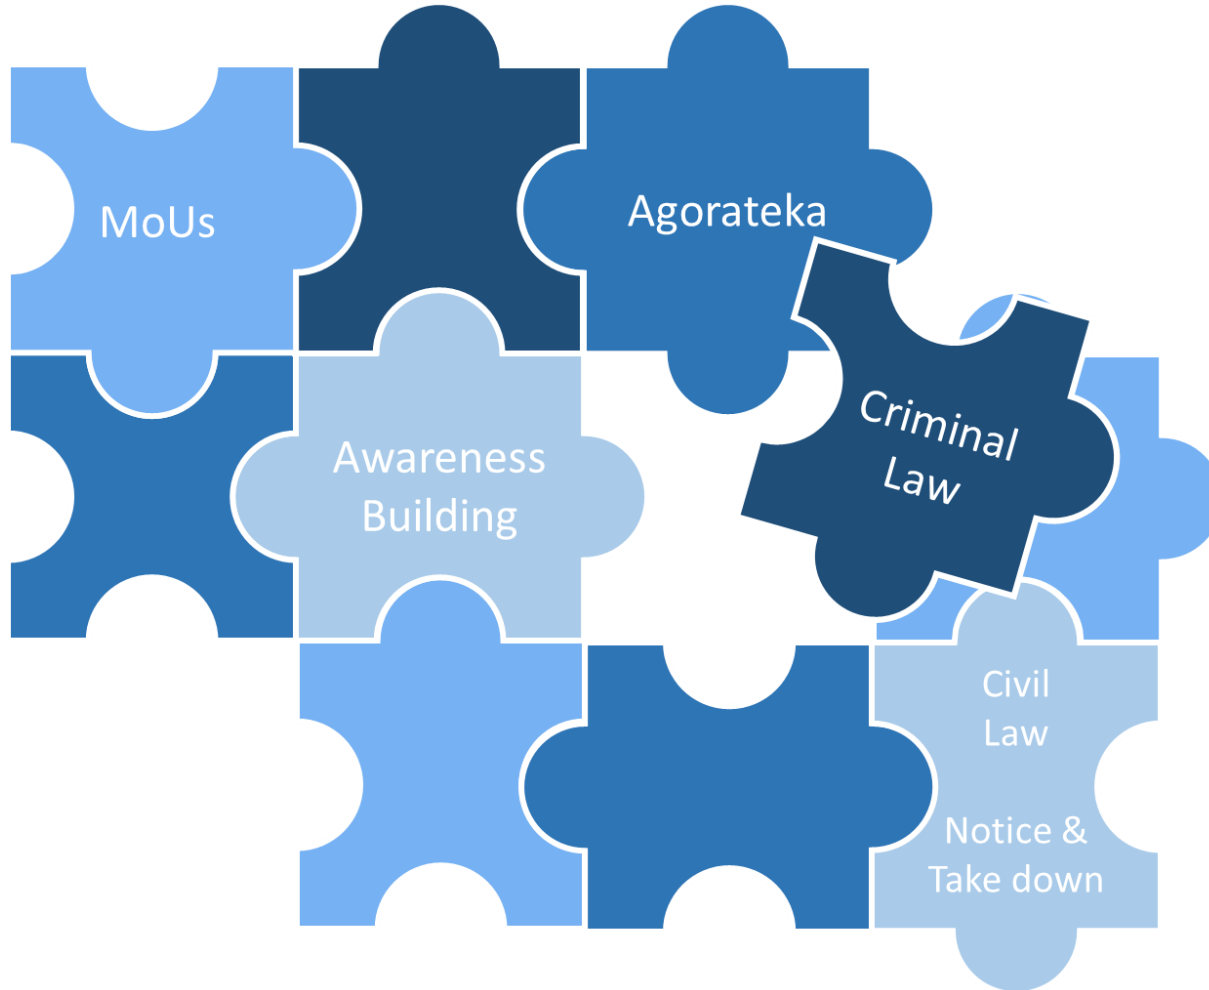 MoUs
Agorateka
Criminal
Law
Awareness
Building
Civil
Law
Notice &
Take down